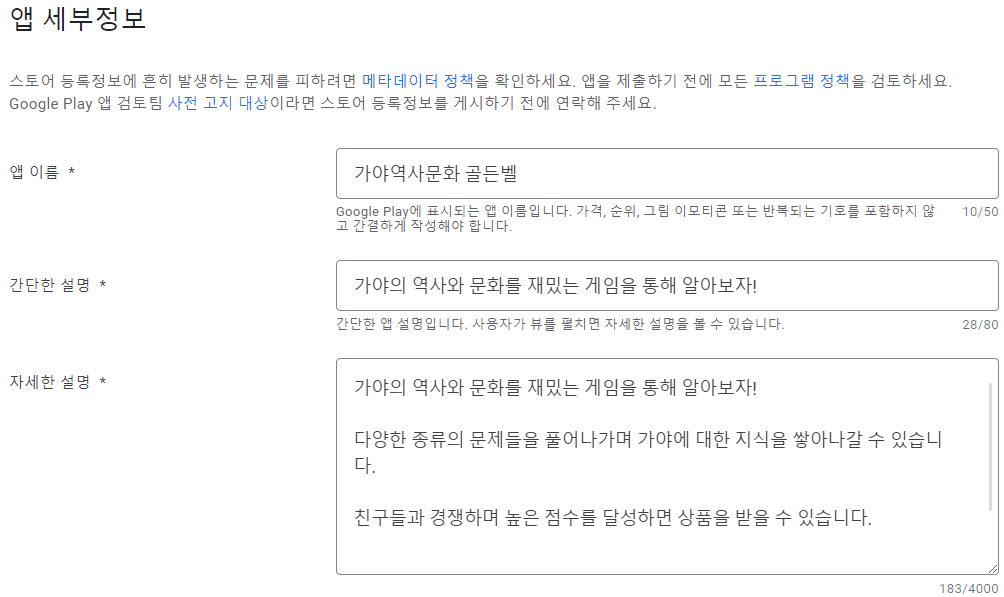 앱 세부정보
스토어 등록정보에 흔히 발생하는 문제를 피하려면 메타데이터 정책을 확인하세요. 앱을 제출하기 전에 모든 프로그램 정책을 검토하세요.
Google Play 앱 검토팀 사전 고지 대상이라면 스토어 등록정보를 게시하기 전에 연락해 주세요.
앱 이름 *
가야역사문화 골든벨
Google Play에 표시되는 앱 이름입니다. 가격, 순위, 그림 이모티콘 또는 반복되는 기호를 포함하지 않 10/50
고 간결하게 작성해야 합니다.
간단한 설명 *
가야의 역사와 문화를 재밌는 게임을 통해 알아보자!
간단한 앱 설명입니다. 사용자가 뷰를 펼치면 자세한 설명을 볼 수 있습니다. 28/80
자세한 설명 *
가야의 역사와 문화를 재밌는 게임을 통해 알아보자!
다양한 종류의 문제들을 풀어나가며 가야에 대한 지식을 쌓아나갈 수 있습니
다.
친구들과 경쟁하며 높은 점수를 달성하면 상품을 받을 수 있습니다.
183/4000